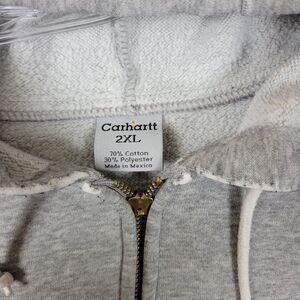 Carhartt
2XL
70% Cotton
30% Polyester
Made in Mexico